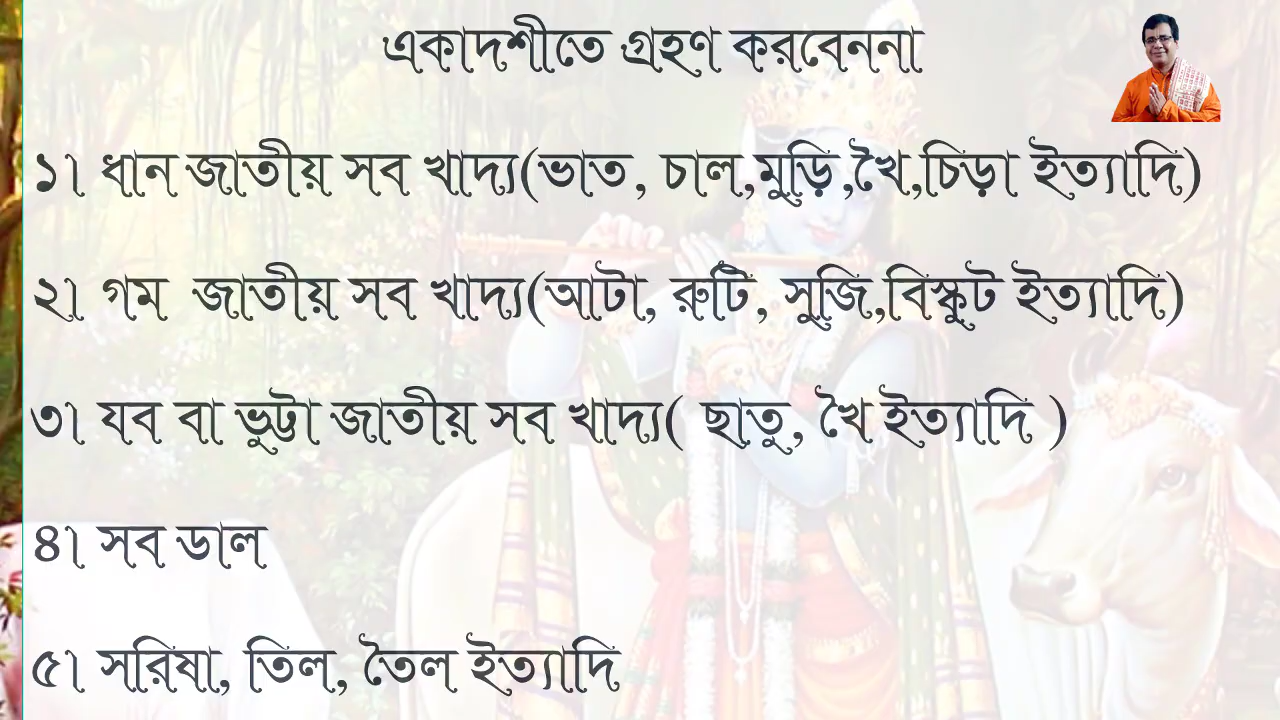 একাদশীতে গ্রহণ করবেননা
১। ধান জাতীয় সব খাদ্য(ভাত, চাল,মুড়ি,খৈ,চিড়া ইত্যাদি)
২। গম জাতীয় সব খাদ্য(আটা, রুটি, সুজি,বিস্কুট ইত্যাদি)
৩। যব বা ভুট্টা জাতীয় সব খাদ্য( ছাতু, খৈ ইত্যাদি )
৪। সব ডাল
৫। সরিষা, তিল, তৈল ইত্যাদি